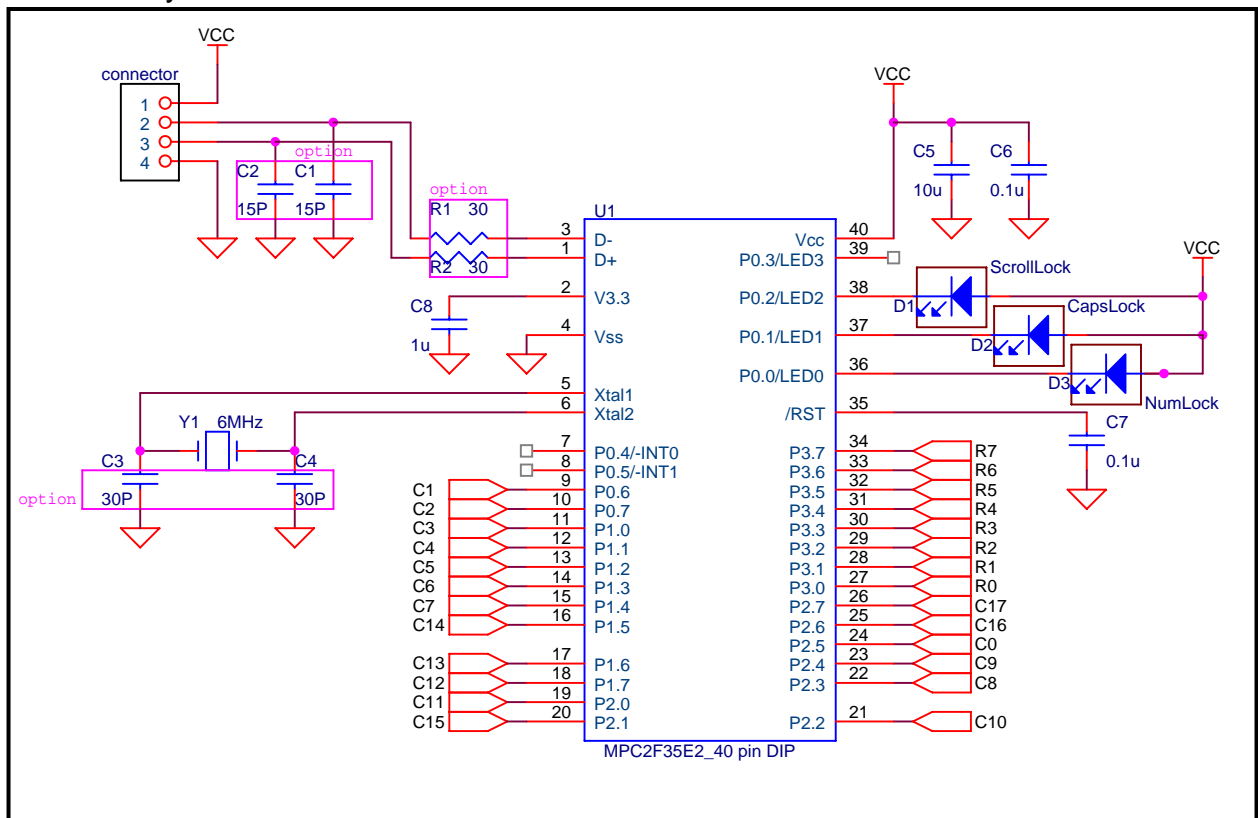 VCC
connector
1
2
3
4
option
C2 C1
15P 15P
option
R1 30
R2 30
VCC
C5 C6
10u 0.1u
VCC
U1
3 D-
1 D+
2 V3.3
4 Vss
5 Xtal1
6 Xtal2
7 P0.4/-INT0
8 P0.5/-INT1
9 P0.6
10 P0.7
11 P1.0
12 P1.1
13 P1.2
14 P1.3
15 P1.4
16 P1.5
17 P1.6
18 P1.7
19 P2.0
20 P2.1
Vcc 40
P0.3/LED3 39
P0.2/LED2 38
P0.1/LED1 37
P0.0/LED0 36
/RST 35
P3.7 34 R7
P3.6 33 R6
P3.5 32 R5
P3.4 31 R4
P3.3 30 R3
P3.2 29 R2
P3.1 28 R1
P3.0 27 R0
P2.7 26 C17
P2.6 25 C16
P2.5 24 C0
P2.4 23 C9
P2.3 22 C8
P2.2 21 C10
C8
1u
Y1 6MHz
C3 C4
option 30P 30P
C1
C2
C3
C4
C5
C6
C7
C14
C13
C12
C11
C15
ScrollLock
D1
CapsLock
D2
D3
NumLock
C7
0.1u
MPC2F35E2_40 pin DIP